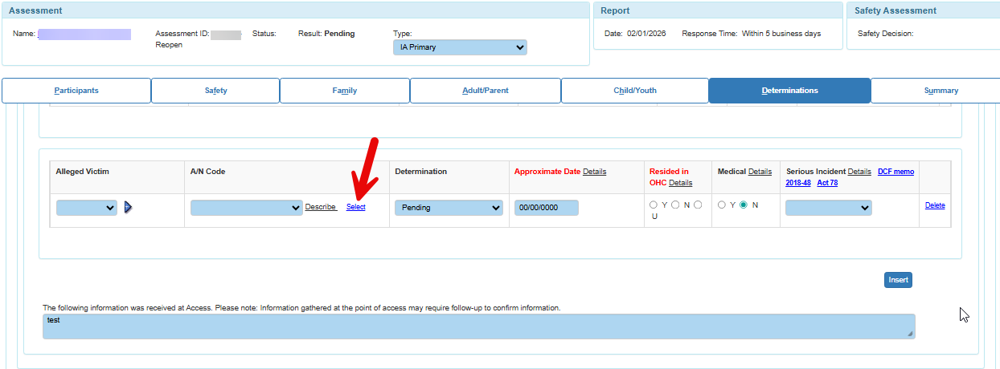 Assessment
Report
Safety Assessment
Name:
Assessment ID:
Reopen
Status:
Result: Pending
Type:
IA Primary
Date: 02/01/2026
Response Time: Within 5 business days
Safety Decision:
Participants
Safety
Family
Adult/Parent
Child/Youth
Determinations
Summary
Alleged Victim
A/N Code
Determination
Approximate Date Details
Resided in
OHC Details
Medical Details
Serious Incident Details DCF memo
2018-48 Act 78
Describe
Select
Pending
00/00/0000
Y N
U
Y N
Delete
Insert
The following information was received at Access. Please note: Information gathered at the point of access may require follow-up to confirm information.
test